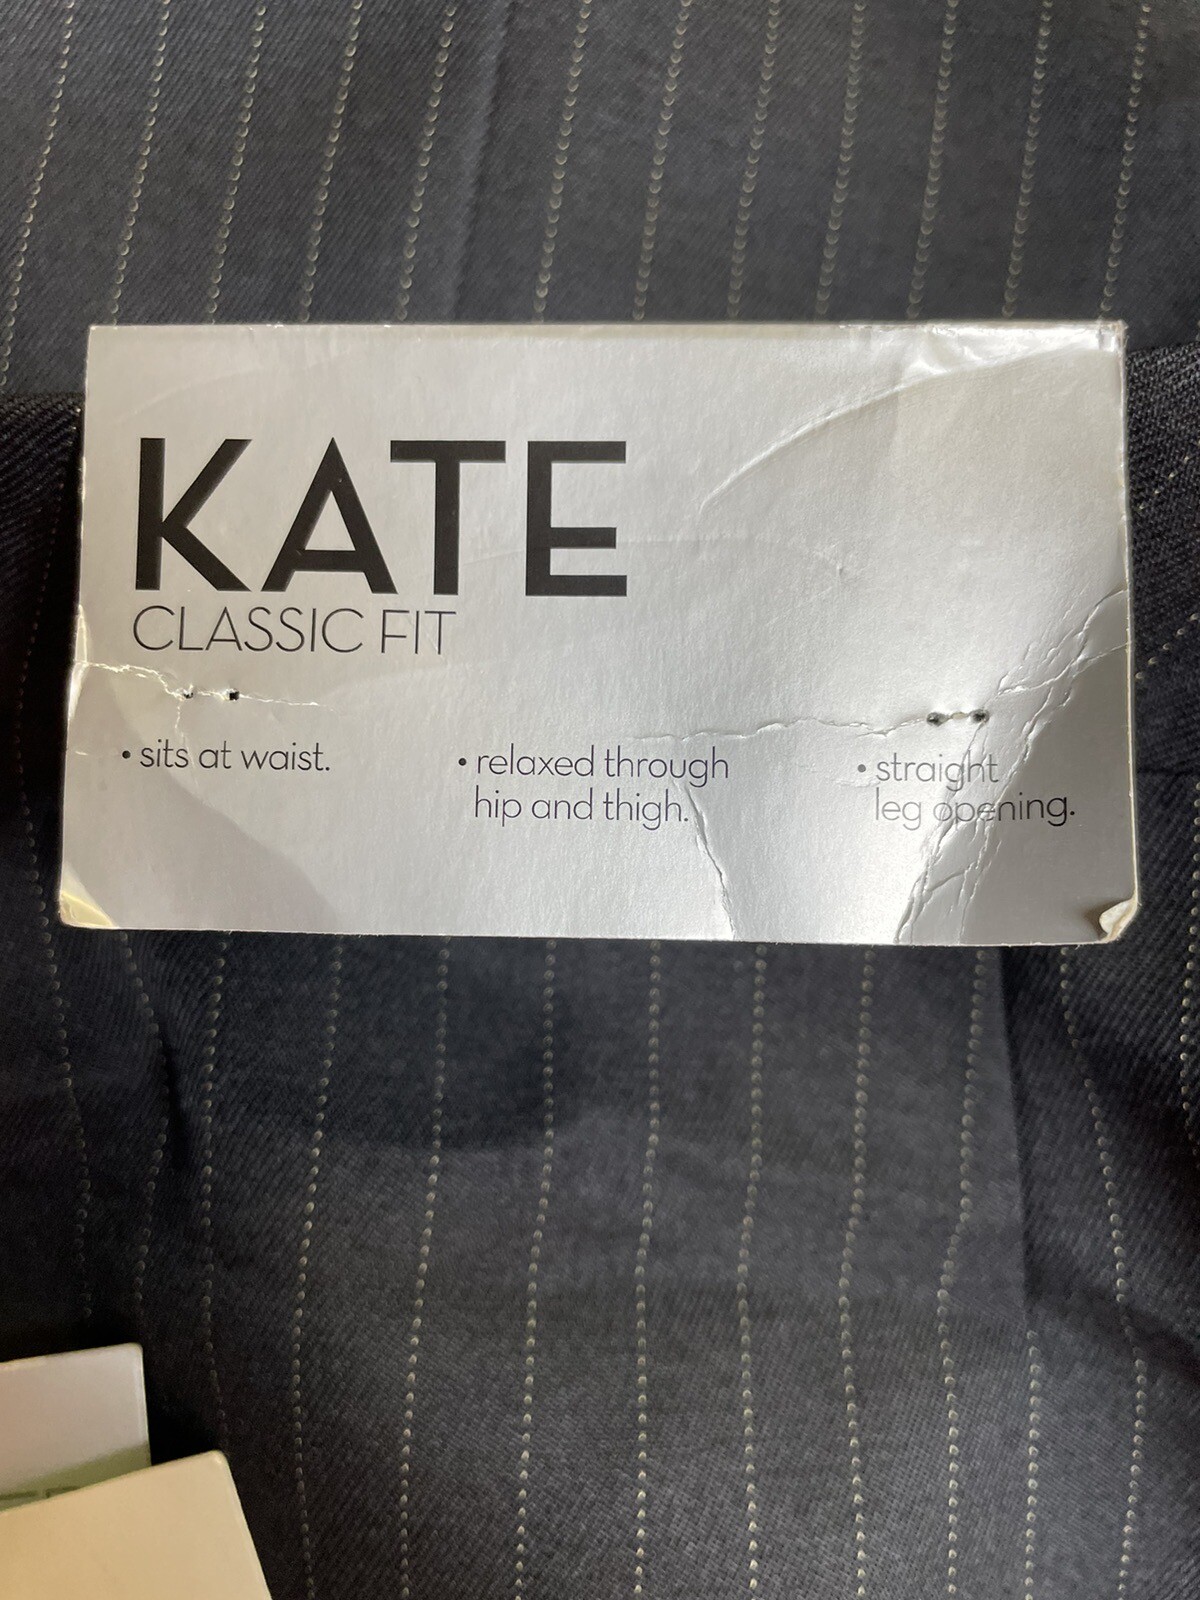 KATE
CLASSIC FIT
• sits at waist.
• relaxed through
hip and thigh.
• straight
leg opening.